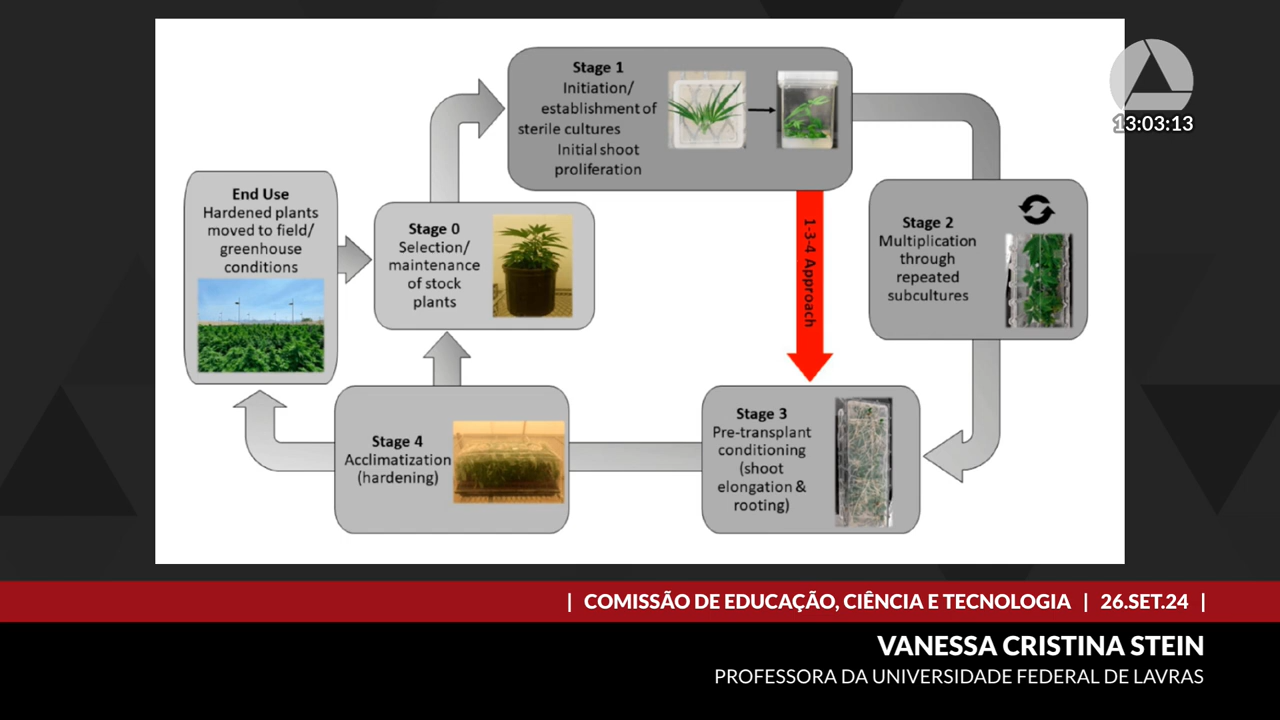 Stage 1
Initiation/
establishment of
sterile cultures
Initial shoot
proliferation
13:03:13
End Use
Hardened plants
moved to field/
greenhouse
conditions
Stage 0
Selection/
maintenance
of stock
plants
1-3-4 Approach
Stage 2
Multiplication
through
repeated
subcultures
Stage 4
Acclimatization
(hardening)
Stage 3
Pre-transplant
conditioning
(shoot
elongation &
rooting)
| COMISSÃO DE EDUCAÇÃO, CIÊNCIA E TECNOLOGIA | 26.SET.24 |
VANESSA CRISTINA STEIN
PROFESSORA DA UNIVERSIDADE FEDERAL DE LAVRAS